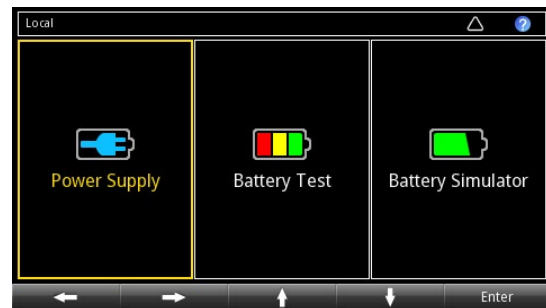 Local
?
Power Supply
Battery Test
Battery Simulator
Enter